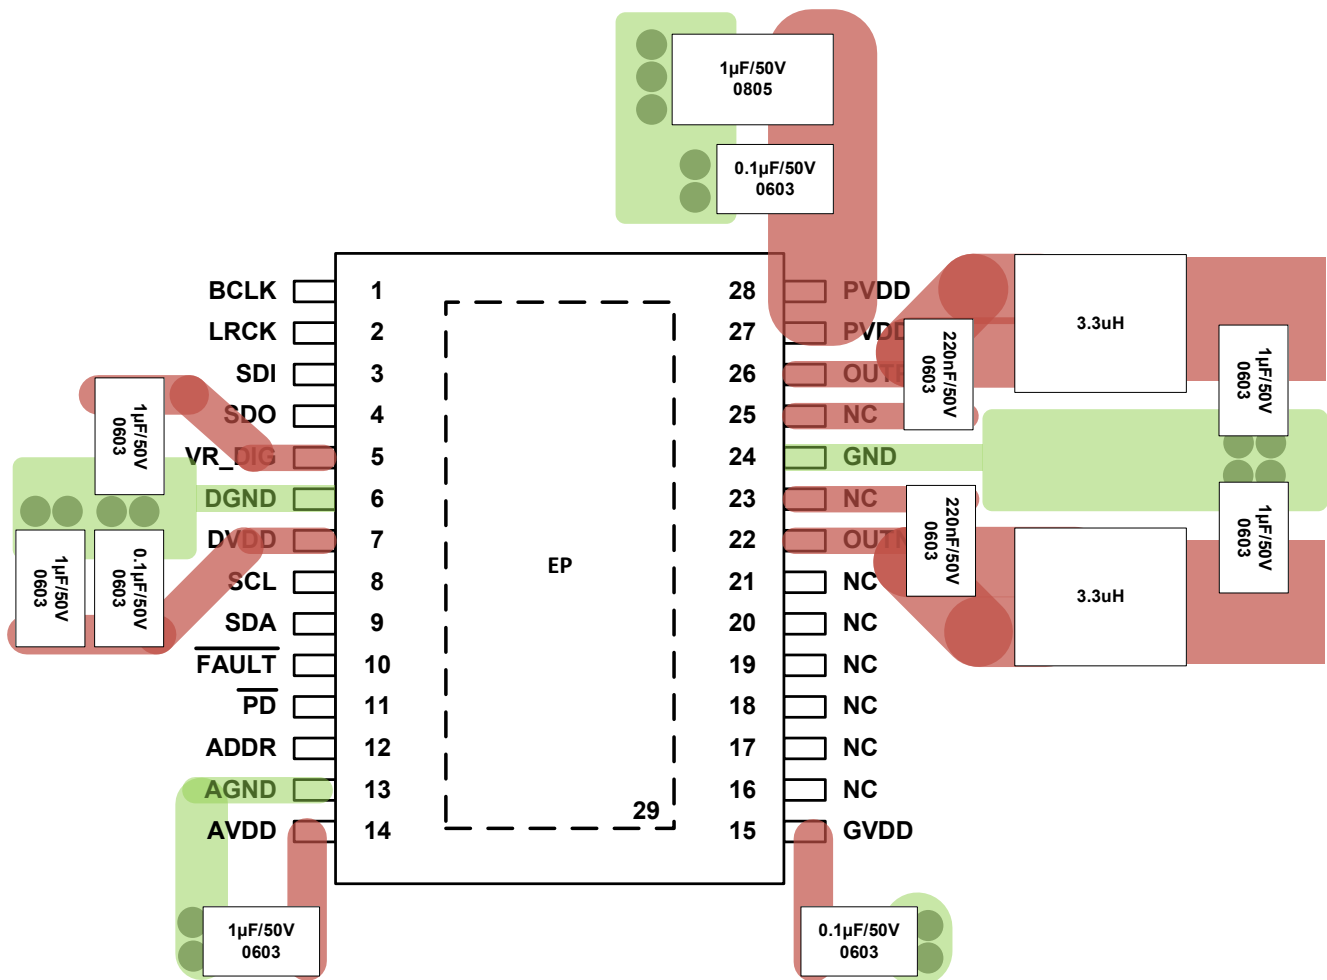 1µF/50V
0805
0.1µF/50V
0603
BCLK 1
LRCK 2
SDI 3
SDO 4
VR_DIG 5
DGND 6
DVDD 7
SCL 8
SDA 9
FAULT 10
PD 11
ADDR 12
AGND 13
AVDD 14
1µF/50V
0603
1µF/50V
0603
0.1µF/50V
0603
1µF/50V
0603
EP
29
28 PVDD
27 PVDD
26 OUTP
25 NC
24 GND
23 NC
22 OUTN
21 NC
20 NC
19 NC
18 NC
17 NC
16 NC
15 GVDD
220nF/50V
0603
3.3uH
1µF/50V
0603
220nF/50V
0603
3.3uH
1µF/50V
0603
0.1µF/50V
0603